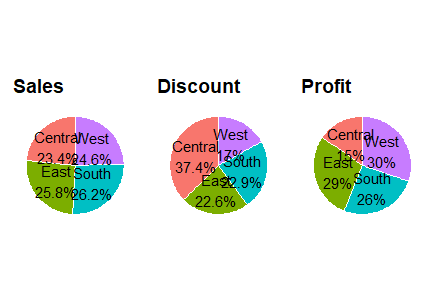 Sales
Discount
Profit
Central
23.4%
West
24.6%
East
25.8%
South
26.2%
Central
37.4%
West
17%
South
22.9%
East
22.6%
Central
15%
West
30%
East
29%
South
26%